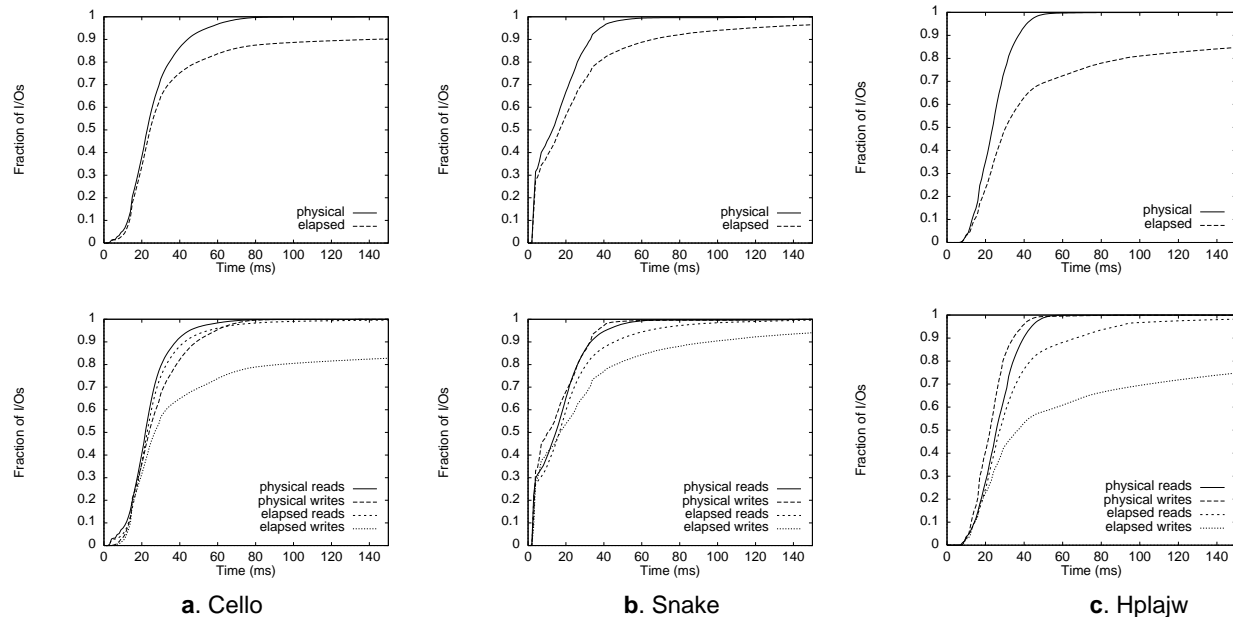 1
0.9
0.8
0.7
0.6
0.5
0.4
0.3
0.2
0.1
0
Fraction of I/Os
physical
elapsed
0 20 40 60 80 100 120 140
Time (ms)
1
0.9
0.8
0.7
0.6
0.5
0.4
0.3
0.2
0.1
0
Fraction of I/Os
physical
elapsed
0 20 40 60 80 100 120 140
Time (ms)
1
0.9
0.8
0.7
0.6
0.5
0.4
0.3
0.2
0.1
0
Fraction of I/Os
physical
elapsed
0 20 40 60 80 100 120 140
Time (ms)
1
0.9
0.8
0.7
0.6
0.5
0.4
0.3
0.2
0.1
0
Fraction of I/Os
physical reads
physical writes
elapsed reads
elapsed writes
0 20 40 60 80 100 120 140
Time (ms)
1
0.9
0.8
0.7
0.6
0.5
0.4
0.3
0.2
0.1
0
Fraction of I/Os
physical reads
physical writes
elapsed reads
elapsed writes
0 20 40 60 80 100 120 140
Time (ms)
1
0.9
0.8
0.7
0.6
0.5
0.4
0.3
0.2
0.1
0
Fraction of I/Os
physical reads
physical writes
elapsed reads
elapsed writes
0 20 40 60 80 100 120 140
Time (ms)
a. Cello
b. Snake
c. Hplajw